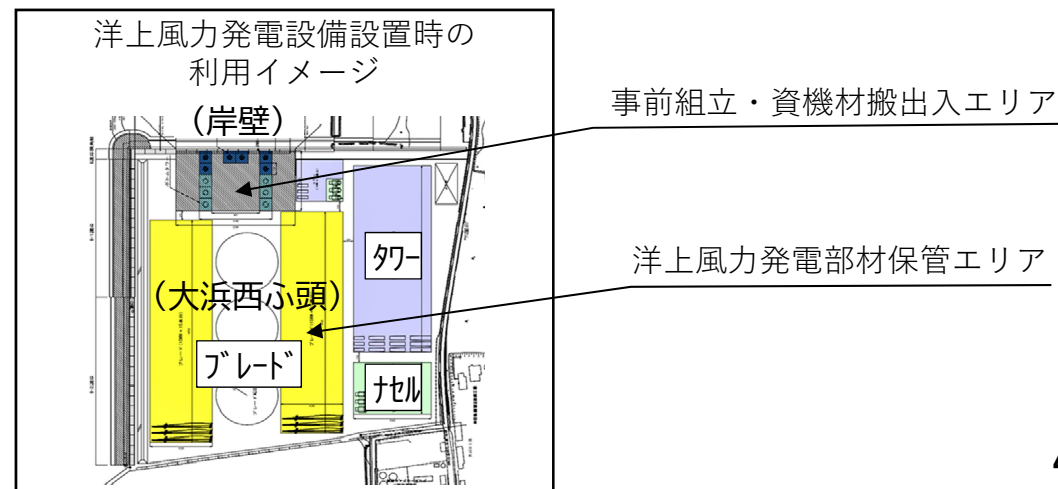 洋上風力発電設備設置時の
利用イメージ
（岸壁）
事前組立・資機材搬出入エリア
ﾀﾜｰ
洋上風力発電部材保管エリア
（大浜西ふ頭）
ﾌﾞﾚｰﾄﾞ
ﾅｾﾙ